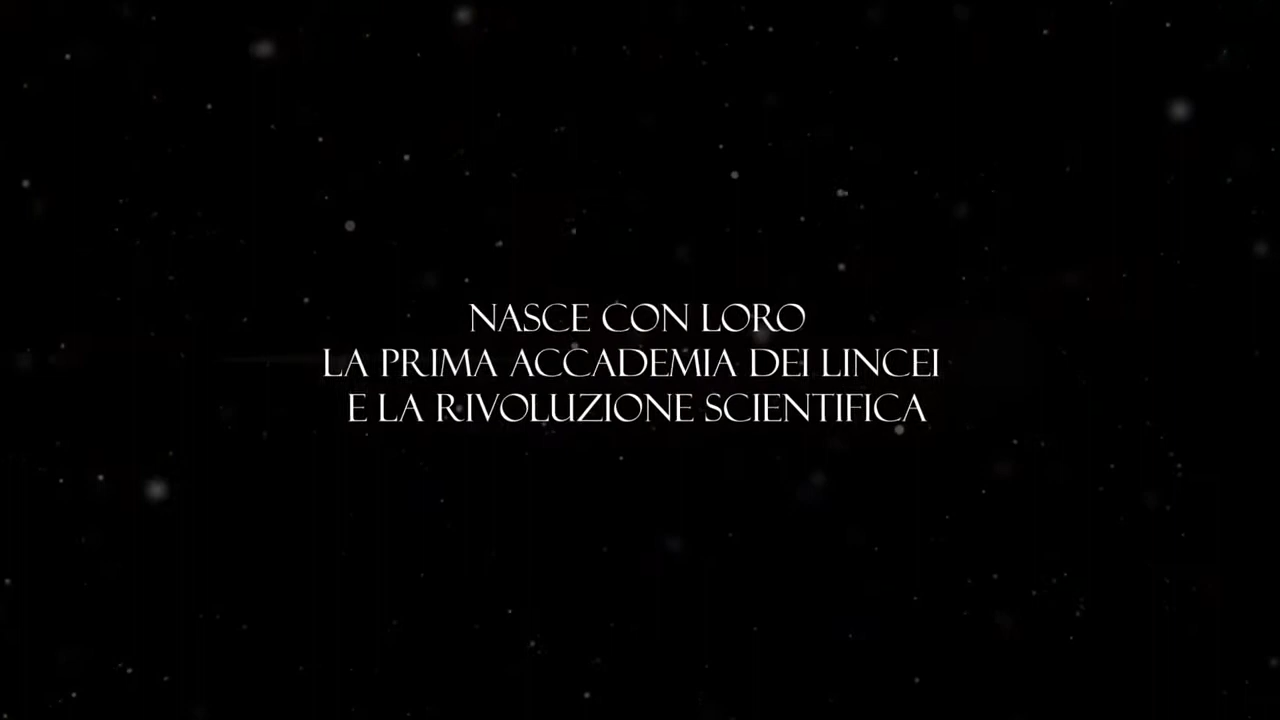 NASCE CON LORO
LA PRIMA ACCADEMIA DEI LINCEI
E LA RIVOLUZIONE SCIENTIFICA